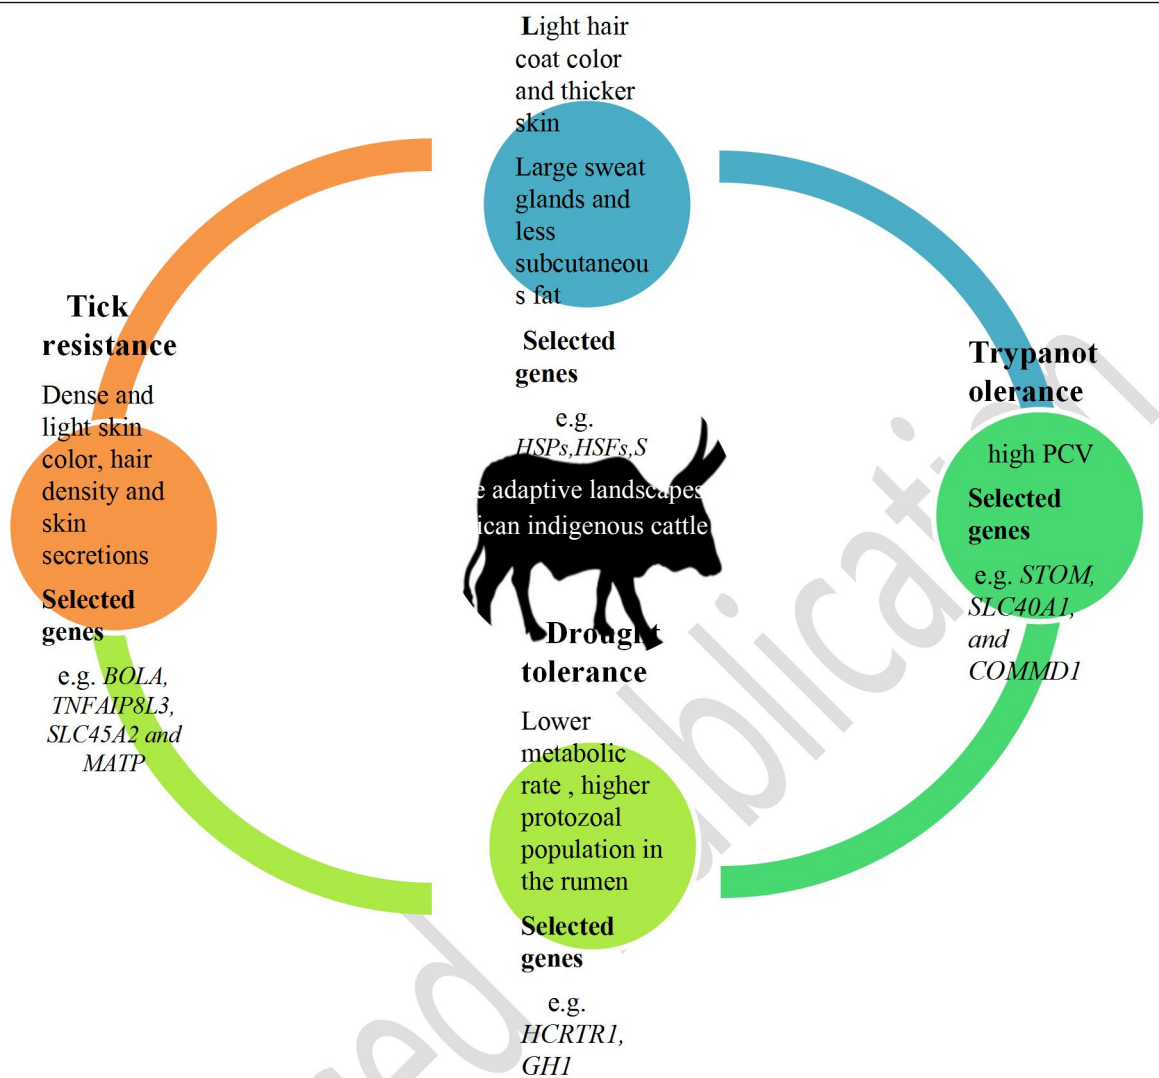 Light hair
coat color
and thicker
skin
Large sweat
glands and
less
subcutaneou
s fat
Selected
genes
e.g.
HSPs,HSFs,S
Tick
resistance
Dense and
light skin
color, hair
density and
skin
secretions
Selected
genes
e.g. BOLA,
TNFAIP8L3,
SLC45A2 and
MATP
adaptive landscapes
indigenous cattle
Trypanot
olerance
high PCV
Selected
genes
e.g. STOM,
SLC40A1,
and
COMMD1
Drought
tolerance
Lower
metabolic
rate , higher
protozoal
population in
the rumen
Selected
genes
e.g.
HCRTR1,
GH1